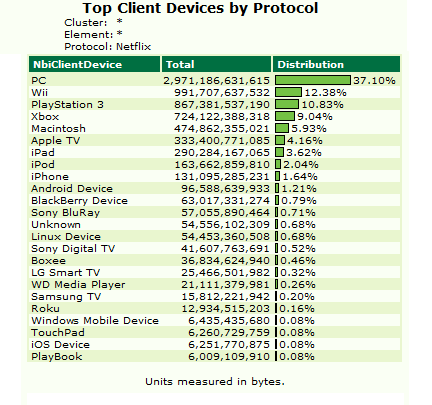 Top Client Devices by Protocol
Cluster: *
Element: *
Protocol: Netflix
NbiClientDevice Total Distribution
PC 2,971,186,631,615 37.10%
Wii 991,707,637,532 12.38%
PlayStation 3 867,381,537,190 10.83%
Xbox 724,122,388,318 9.04%
Macintosh 474,862,355,021 5.93%
Apple TV 333,400,771,085 4.16%
iPad 290,284,167,065 3.62%
iPod 163,662,859,810 2.04%
iPhone 131,095,285,231 1.64%
Android Device 96,588,639,933 1.21%
BlackBerry Device 63,017,331,274 0.79%
Sony BluRay 57,055,890,464 0.71%
Unknown 54,556,102,309 0.68%
Linux Device 54,453,360,508 0.68%
Sony Digital TV 41,607,763,691 0.52%
Boxee 36,834,624,940 0.46%
LG Smart TV 25,466,501,982 0.32%
WD Media Player 21,111,379,981 0.26%
Samsung TV 15,812,221,942 0.20%
Roku 12,934,515,203 0.16%
Windows Mobile Device 6,435,435,680 0.08%
TouchPad 6,260,729,759 0.08%
iOS Device 6,251,770,875 0.08%
PlayBook 6,009,109,910 0.08%
Units measured in bytes.